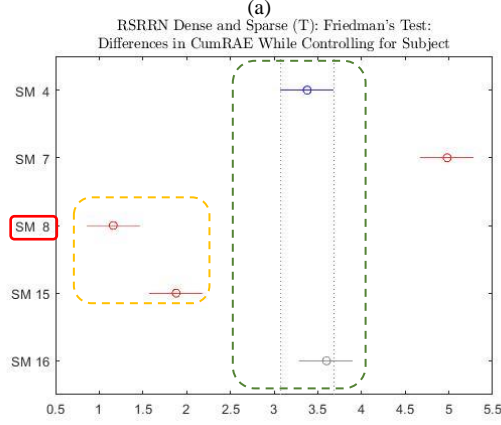 (a)
RSRRN Dense and Sparse (T): Friedman's Test:
Differences in CumRAE While Controlling for Subject
SM 4
SM 7
SM 8
SM 15
SM 16
0.5 1 1.5 2 2.5 3 3.5 4 4.5 5 5.5